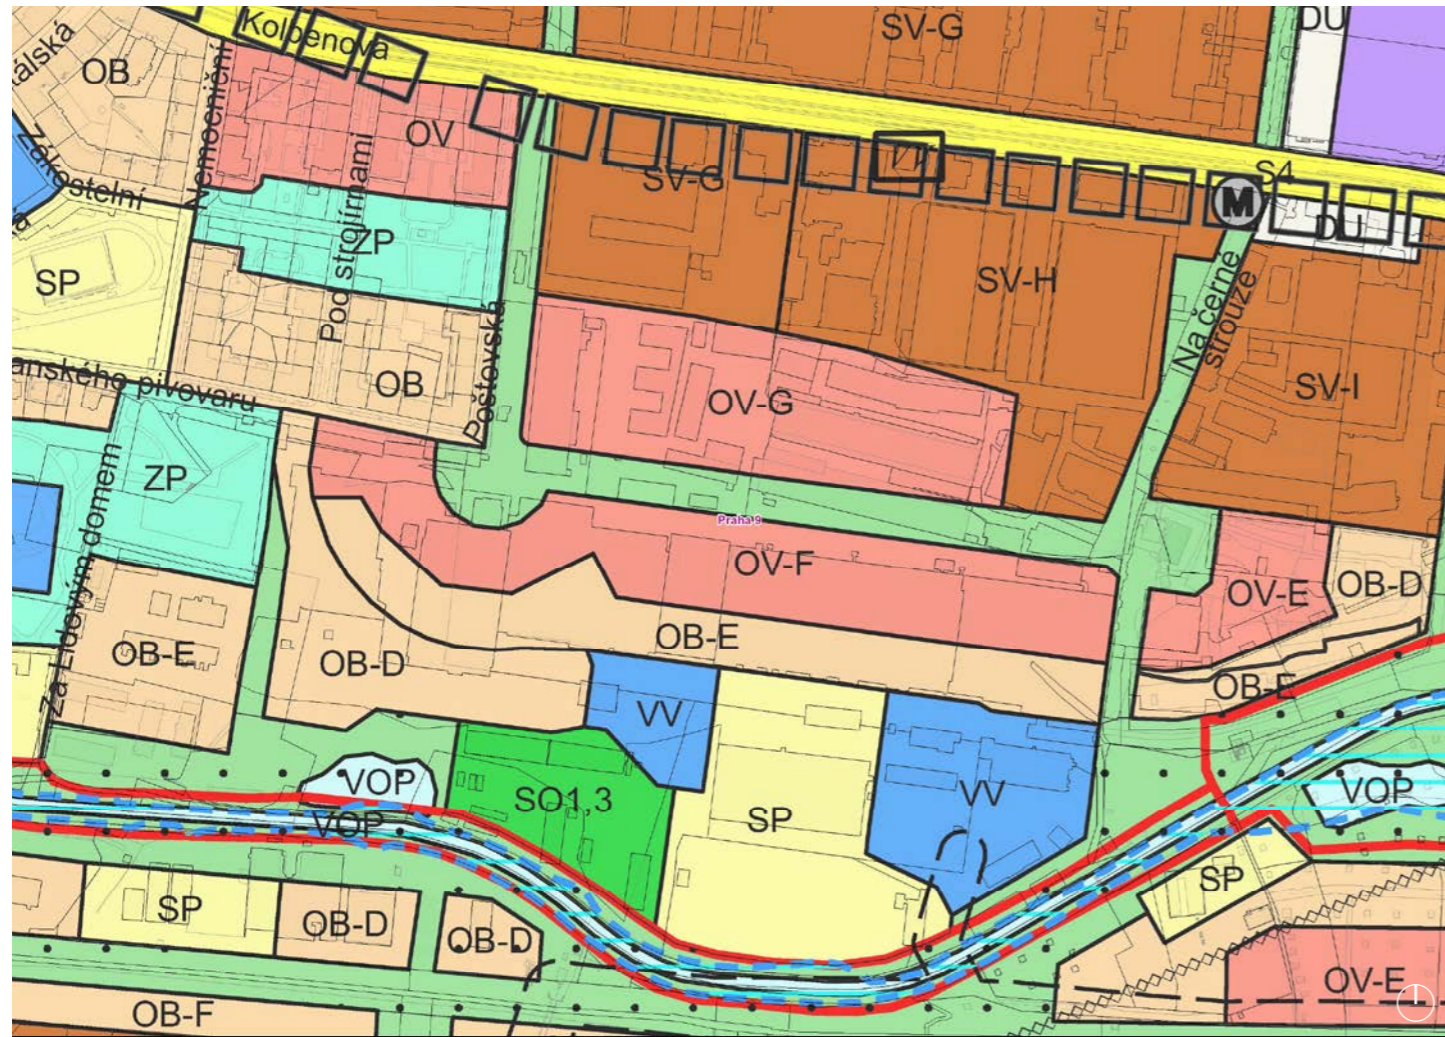 Kolbenova
SV-G
DU
OB
Nemocniční
OV
Zákostelní
Pod strojírnami
SV-G
VV
S4
M
DU
ZP
SP
SV-H
Na černé
strouze
SV-I
OB
Poštovská
OV-G
anského pivovaru
ZP
Za Lidovým domem
Praha 9
OV-F
OV-E
OB-D
OB-E
OB-D
OB-E
OB-E
VV
VOP
SO1,3
VV
VOP
VOP
SP
SP
SP
OB-D
OB-D
OV-E
OB-F